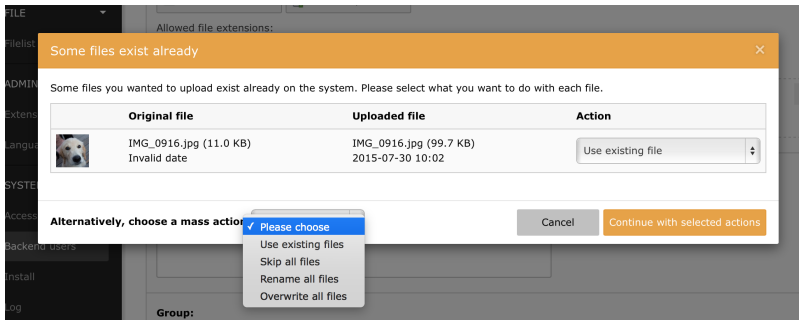 FILE
Allowed file extensions:
Filelist
Some files exist already
×
ADMIN
Some files you wanted to upload exist already on the system. Please select what you want to do with each file.
Original file Uploaded file Action
Extens
IMG_0916.jpg (11.0 KB) IMG_0916.jpg (99.7 KB)
Use existing file
Langua
Invalid date 2015-07-30 10:02
SYSTE
Access
Alternatively, choose a mass action
Cancel Continue with selected actions
✓ Please choose
Use existing files
Skip all files
Rename all files
Overwrite all files
Backend users
Install
Log
Group: